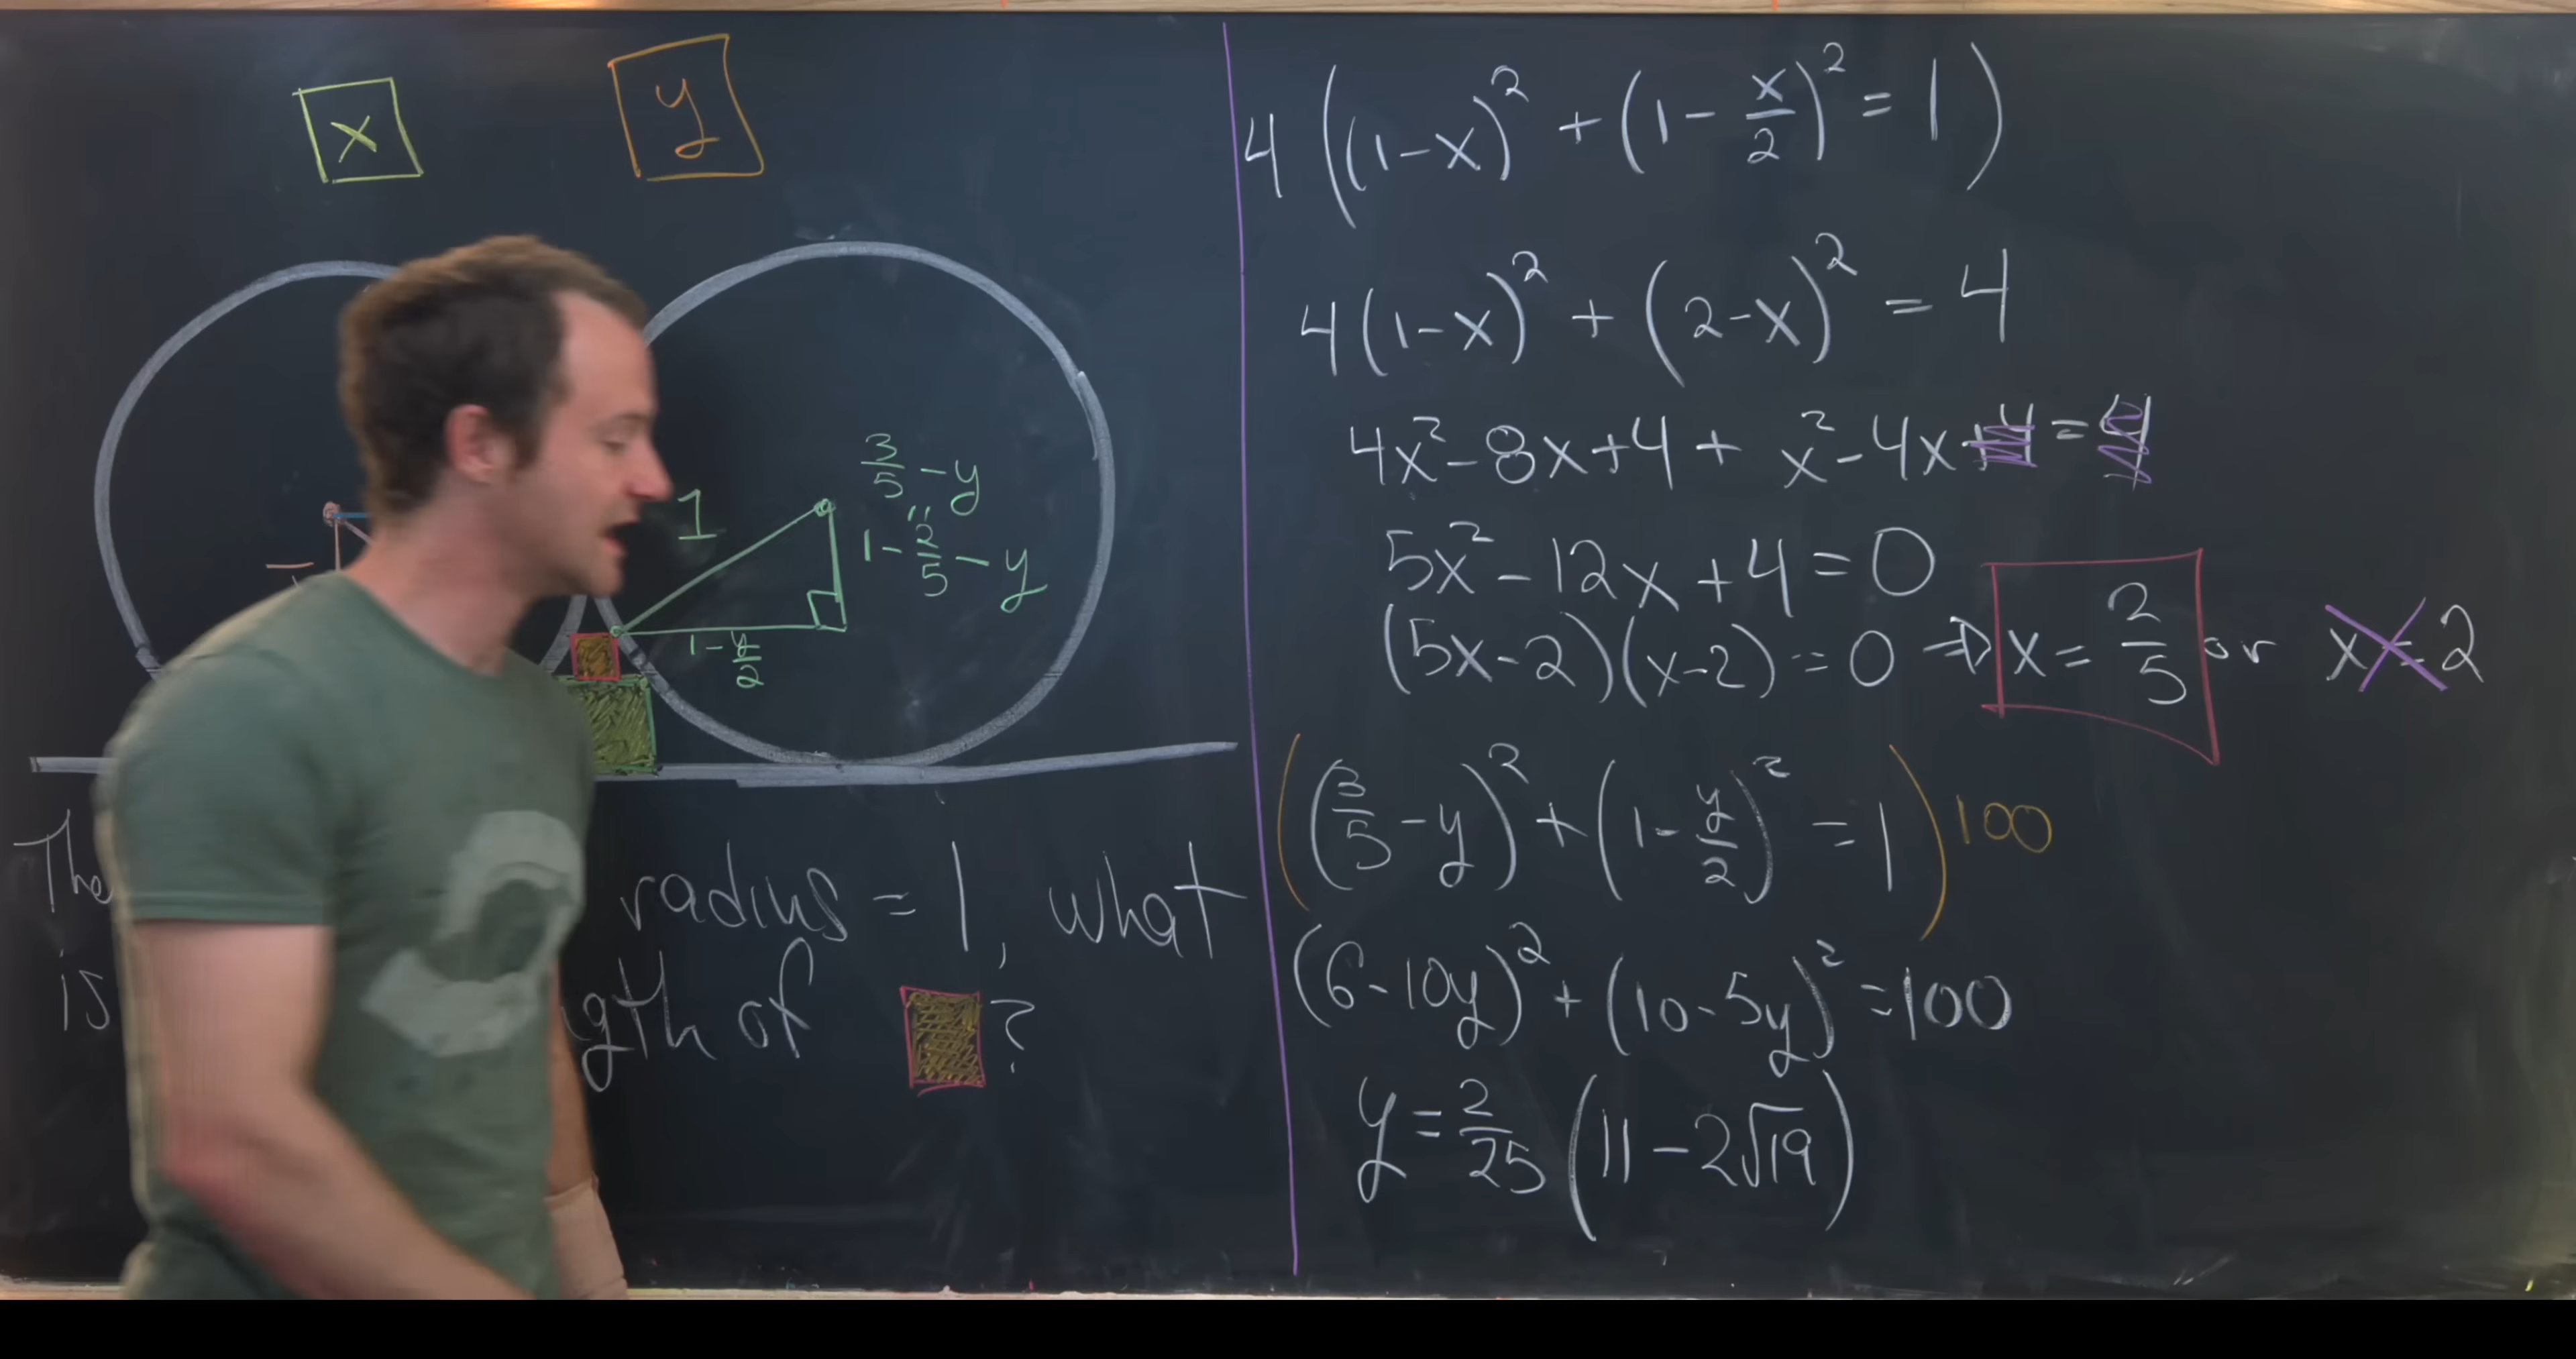 x
y
1
3/5 - y
"
1 - 2/5 - y
1 - y/2
The
radius = 1, what
is
gth of ?
4((1-x)² + (1 - x/2)² = 1)
4(1-x)² + (2-x)² = 4
4x² - 8x + 4 + x² - 4x + 4 = 4
5x² - 12x + 4 = 0
(5x-2)(x-2) = 0 ⇒ x = 2/5 or x = 2
((3/5 - y)² + (1 - y/2)² = 1) 100
(6-10y)² + (10-5y)² = 100
y = 2/25 (11 - 2√19)